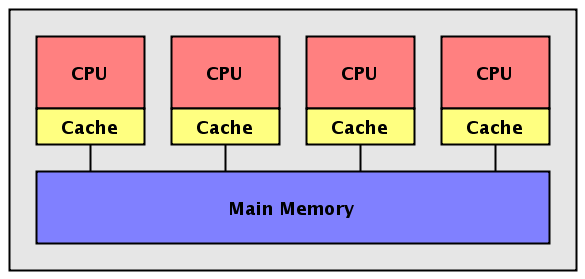 CPU CPU CPU CPU
Cache Cache Cache Cache
Main Memory